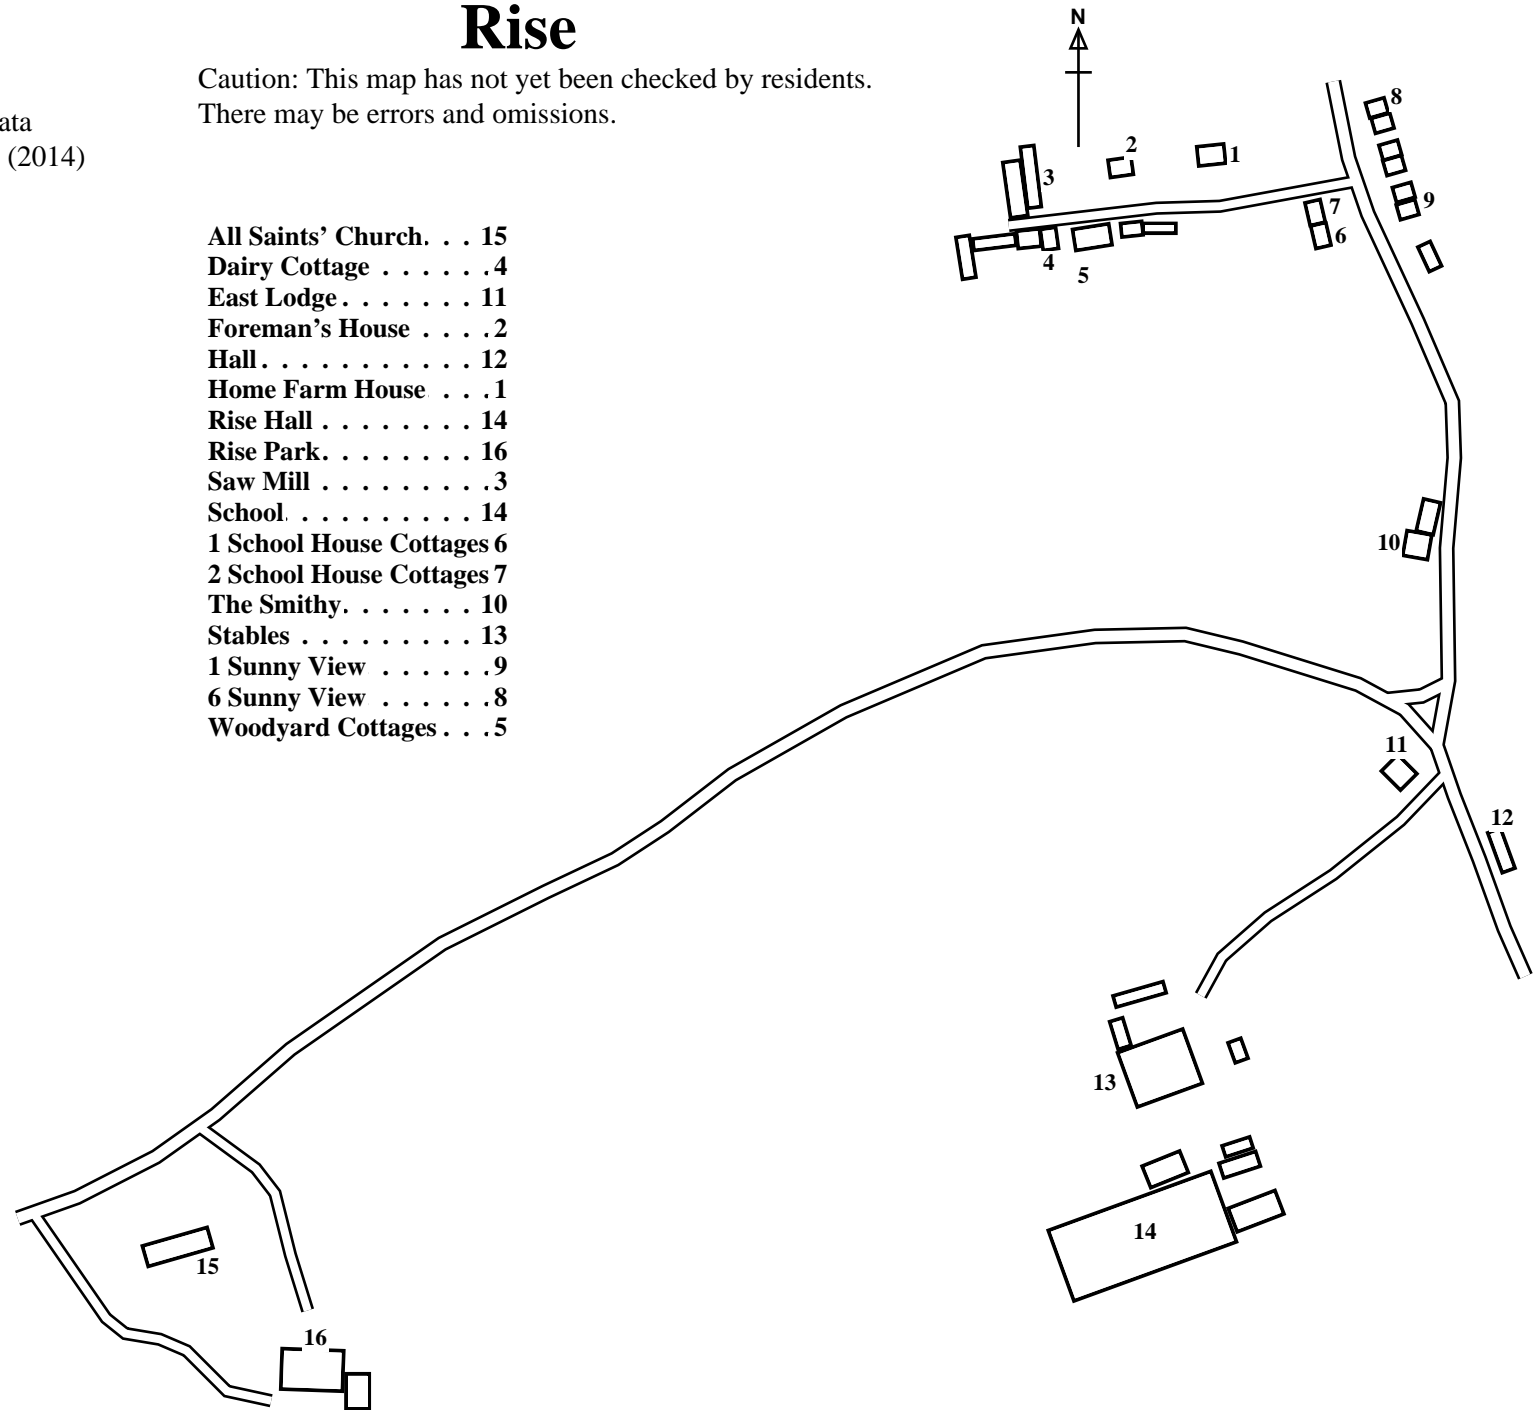 Rise
Caution: This map has not yet been checked by residents.
There may be errors and omissions.
ata
(2014)
All Saints’ Church. . . 15
Dairy Cottage . . . . . .4
East Lodge . . . . . . . 11
Foreman’s House . . . .2
Hall . . . . . . . . . . . 12
Home Farm House . . .1
Rise Hall . . . . . . . . 14
Rise Park. . . . . . . . 16
Saw Mill . . . . . . . . .3
School. . . . . . . . . . 14
1 School House Cottages 6
2 School House Cottages 7
The Smithy. . . . . . . 10
Stables . . . . . . . . . 13
1 Sunny View . . . . . .9
6 Sunny View . . . . . .8
Woodyard Cottages . . .5
N
8
2
1
3
9
7
6
4
5
10
11
12
13
14
15
16